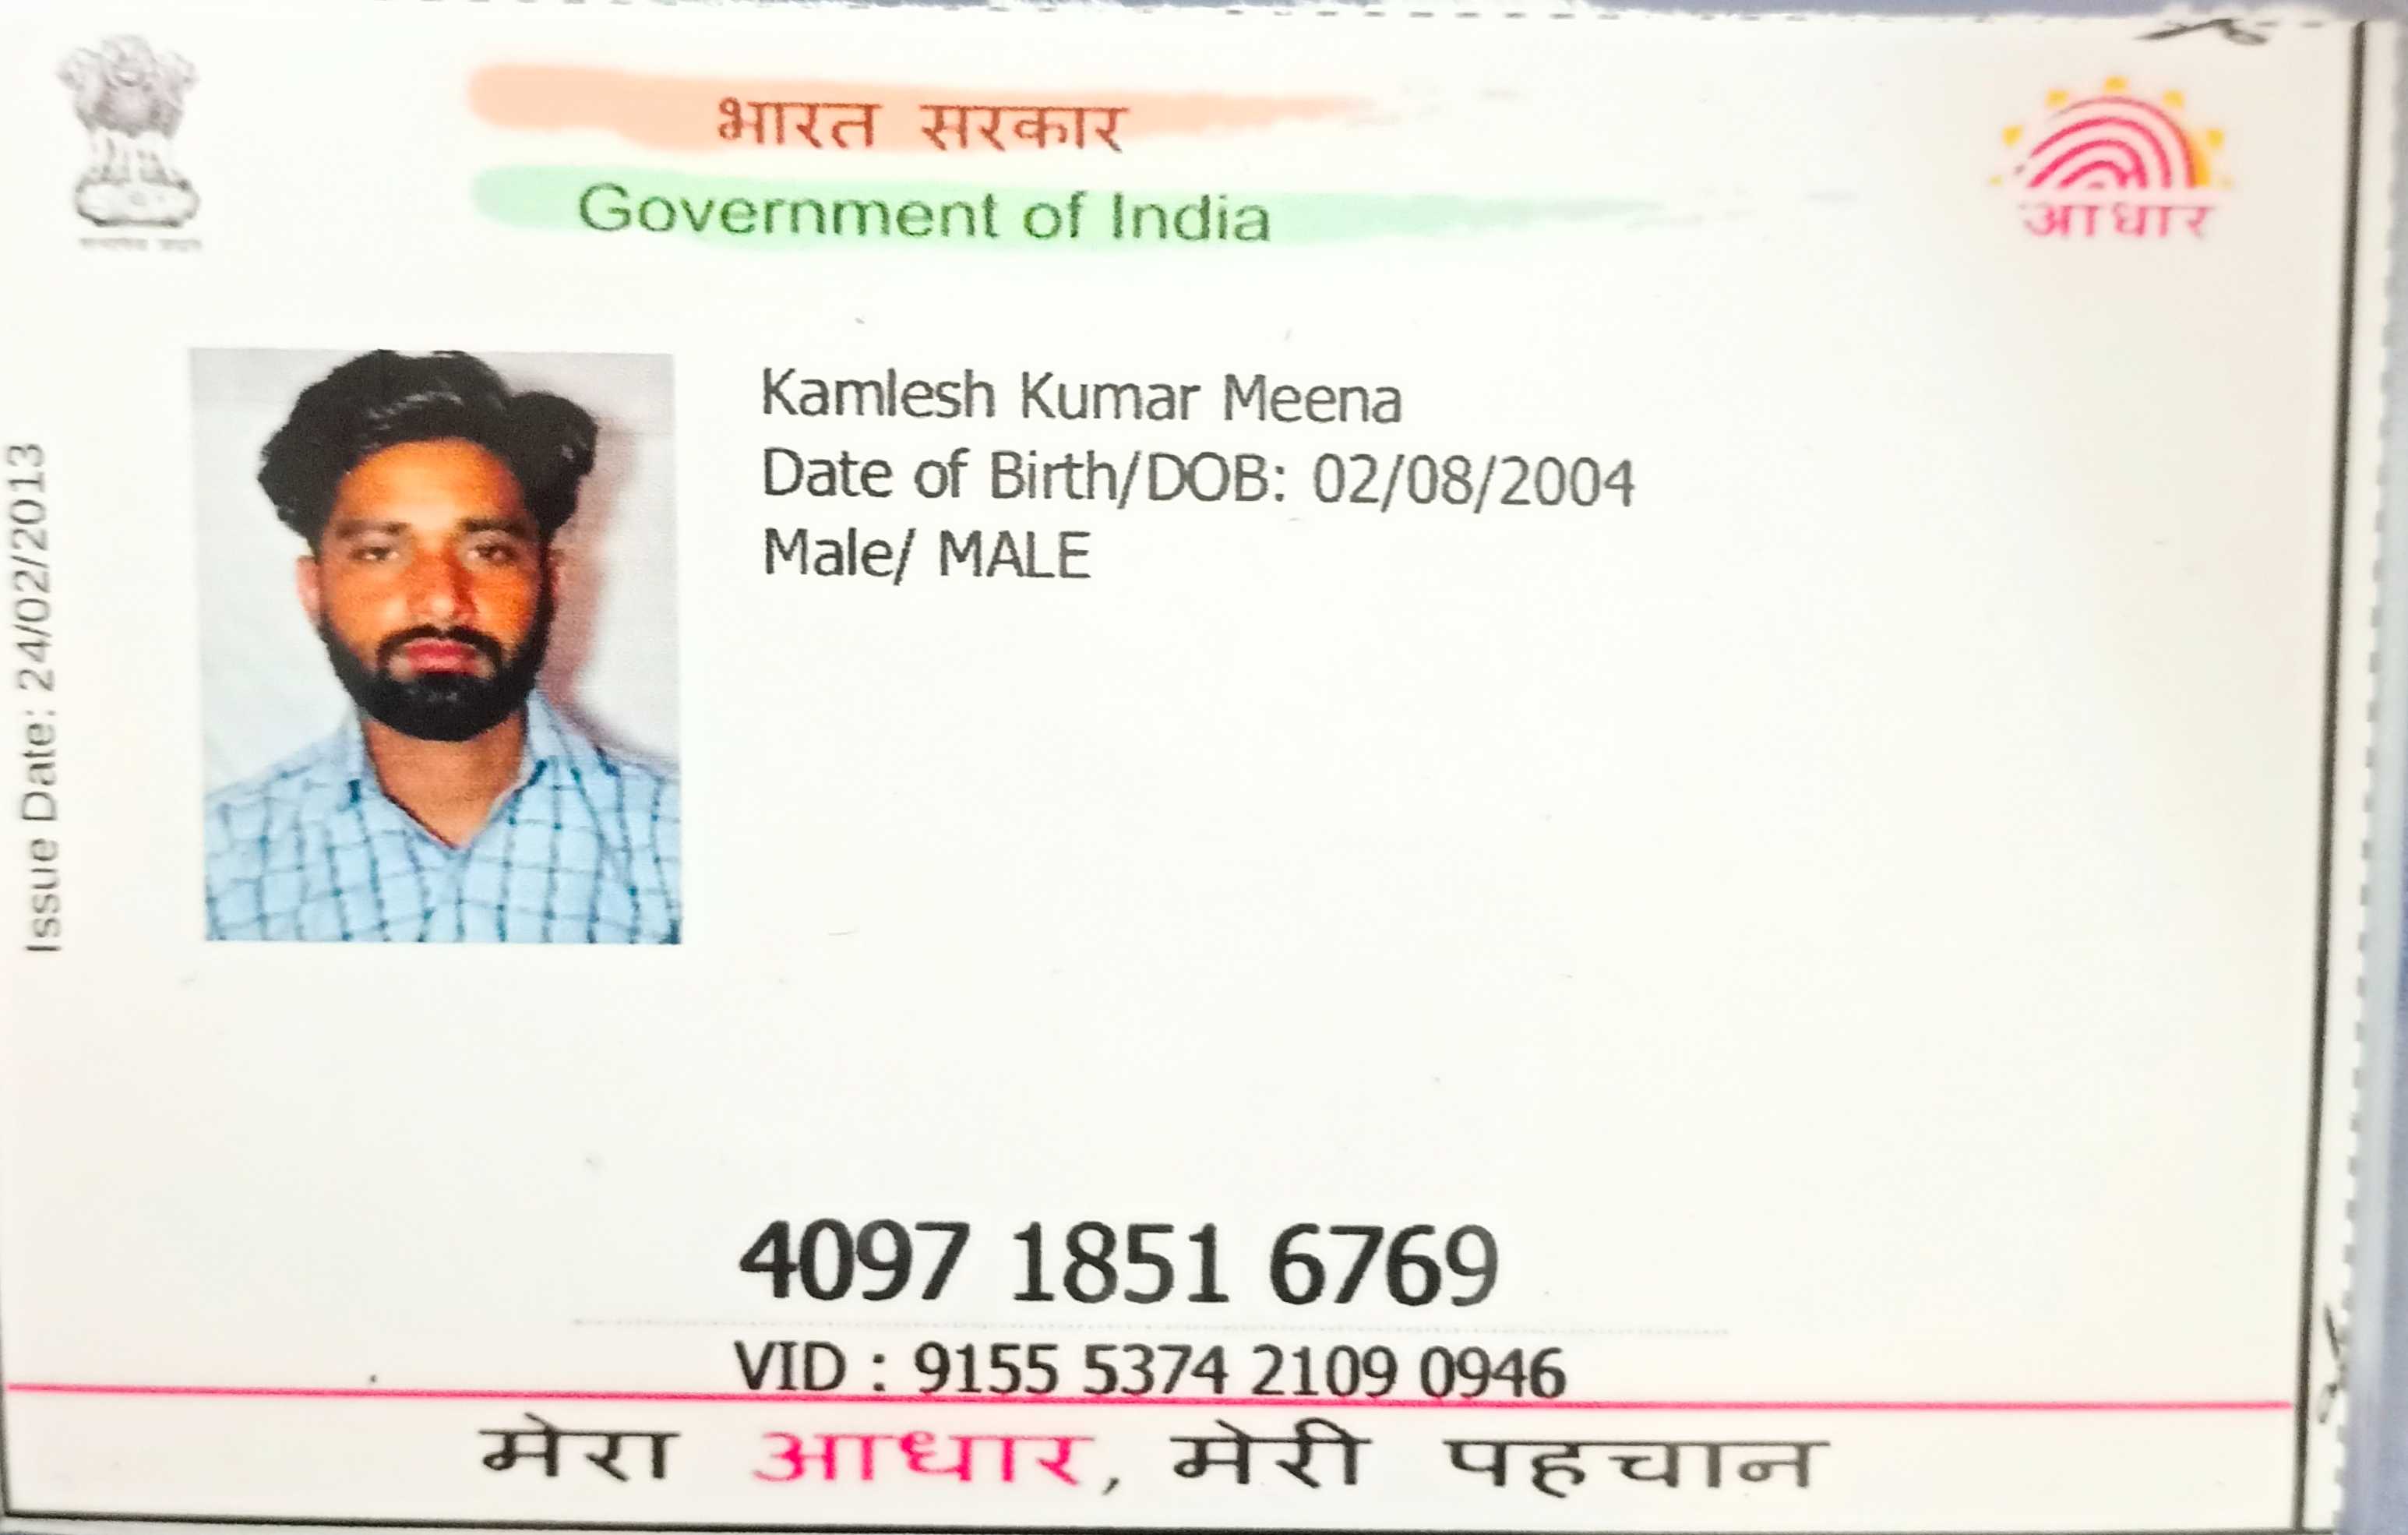 भारत सरकार
Government of India
आधार
Issue Date: 24/02/2013
Kamlesh Kumar Meena
Date of Birth/DOB: 02/08/2004
Male/ MALE
4097 1851 6769
VID : 9155 5374 2109 0946
मेरा आधार, मेरी पहचान